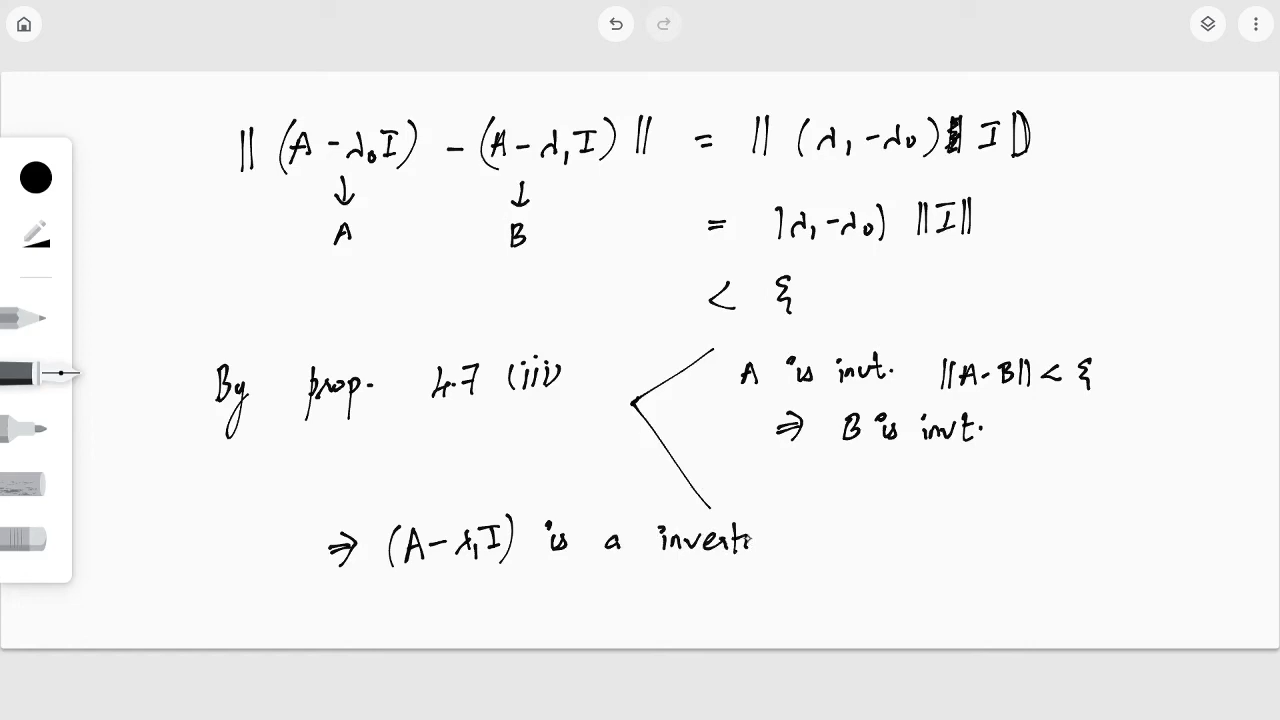 || (A - λ₀I) - (A - λ₁I) || = || (λ₁ - λ₀) I ||
↓ ↓
A B
= |λ₁ - λ₀| ||I||
< ξ
By prop. 4.7 (iii)
A is invt. ||A - B|| < ξ
⇒ B is invt.
⇒ (A - λ₁I) is a inverti